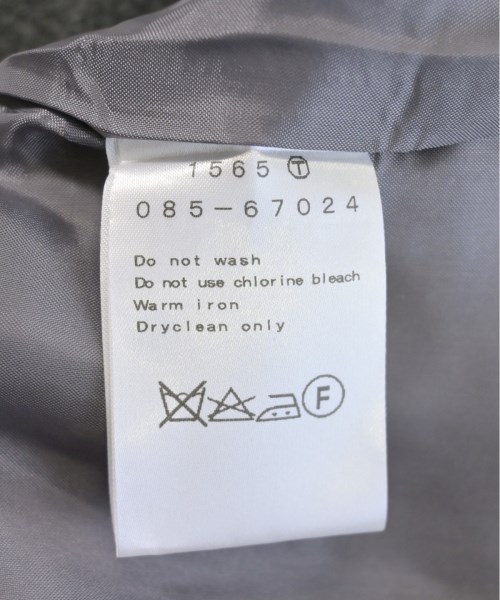 1565 Ⓣ
085-67024
Do not wash
Do not use chlorine bleach
Warm iron
Dryclean only
F